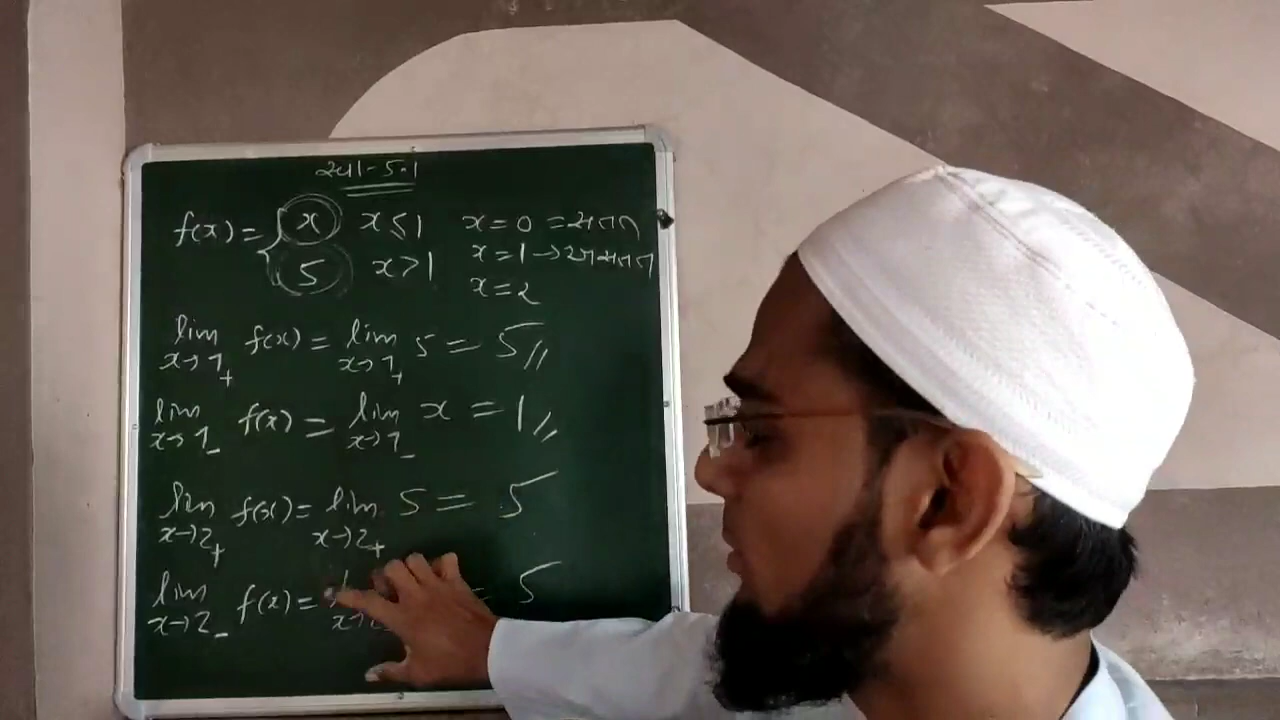 2011-5.1
f(x) = { x x ≤ 1 x = 0 = સતત
5 x > 1 x = 1 → અસતત
x = 2
lim x→1+ f(x) = lim x→1+ 5 = 5//
lim x→1- f(x) = lim x→1- x = 1//
lim x→2+ f(x) = lim x→2+ 5 = 5
lim x→2- f(x) = = 5